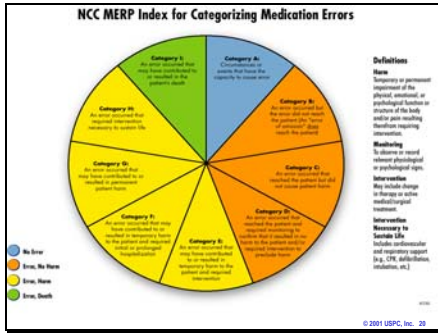 NCC MERP Index for Categorizing Medication Errors
Category I:
An error occurred that
may have contributed to
or resulted in the
patient's death
Category A:
Circumstances or
events that have the
capacity to cause error
Category B:
An error occurred but
the error did not reach
the patient (An "error
of omission" does
reach the patient)
Category C:
An error occurred that
reached the patient but did
not cause patient harm
Category D:
An error occurred that
reached the patient and
required monitoring to
confirm that it resulted in no
harm to the patient and/or
required intervention to
preclude harm
Category E:
An error occurred that
may have contributed to
or resulted in temporary
harm to the patient and
required intervention
Category F:
An error occurred that may
have contributed to or
resulted in temporary harm
to the patient and required
initial or prolonged
hospitalization
Category G:
An error occurred that
may have contributed to or
resulted in permanent
patient harm
Category H:
An error occurred that
required intervention
necessary to sustain life
Definitions
Harm
Temporary or permanent
impairment of the
physical, emotional, or
psychological function or
structure of the body
and/or pain resulting
therefrom requiring
intervention.
Monitoring
To observe or record
relevant physiological
or psychological signs.
Intervention
May include change
in therapy or active
medical/surgical
treatment.
Intervention
Necessary to
Sustain Life
Includes cardiovascular
and respiratory support
(e.g., CPR, defibrillation,
intubation, etc.)
No Error
Error, No Harm
Error, Harm
Error, Death
© 2001 USPC, Inc. 20